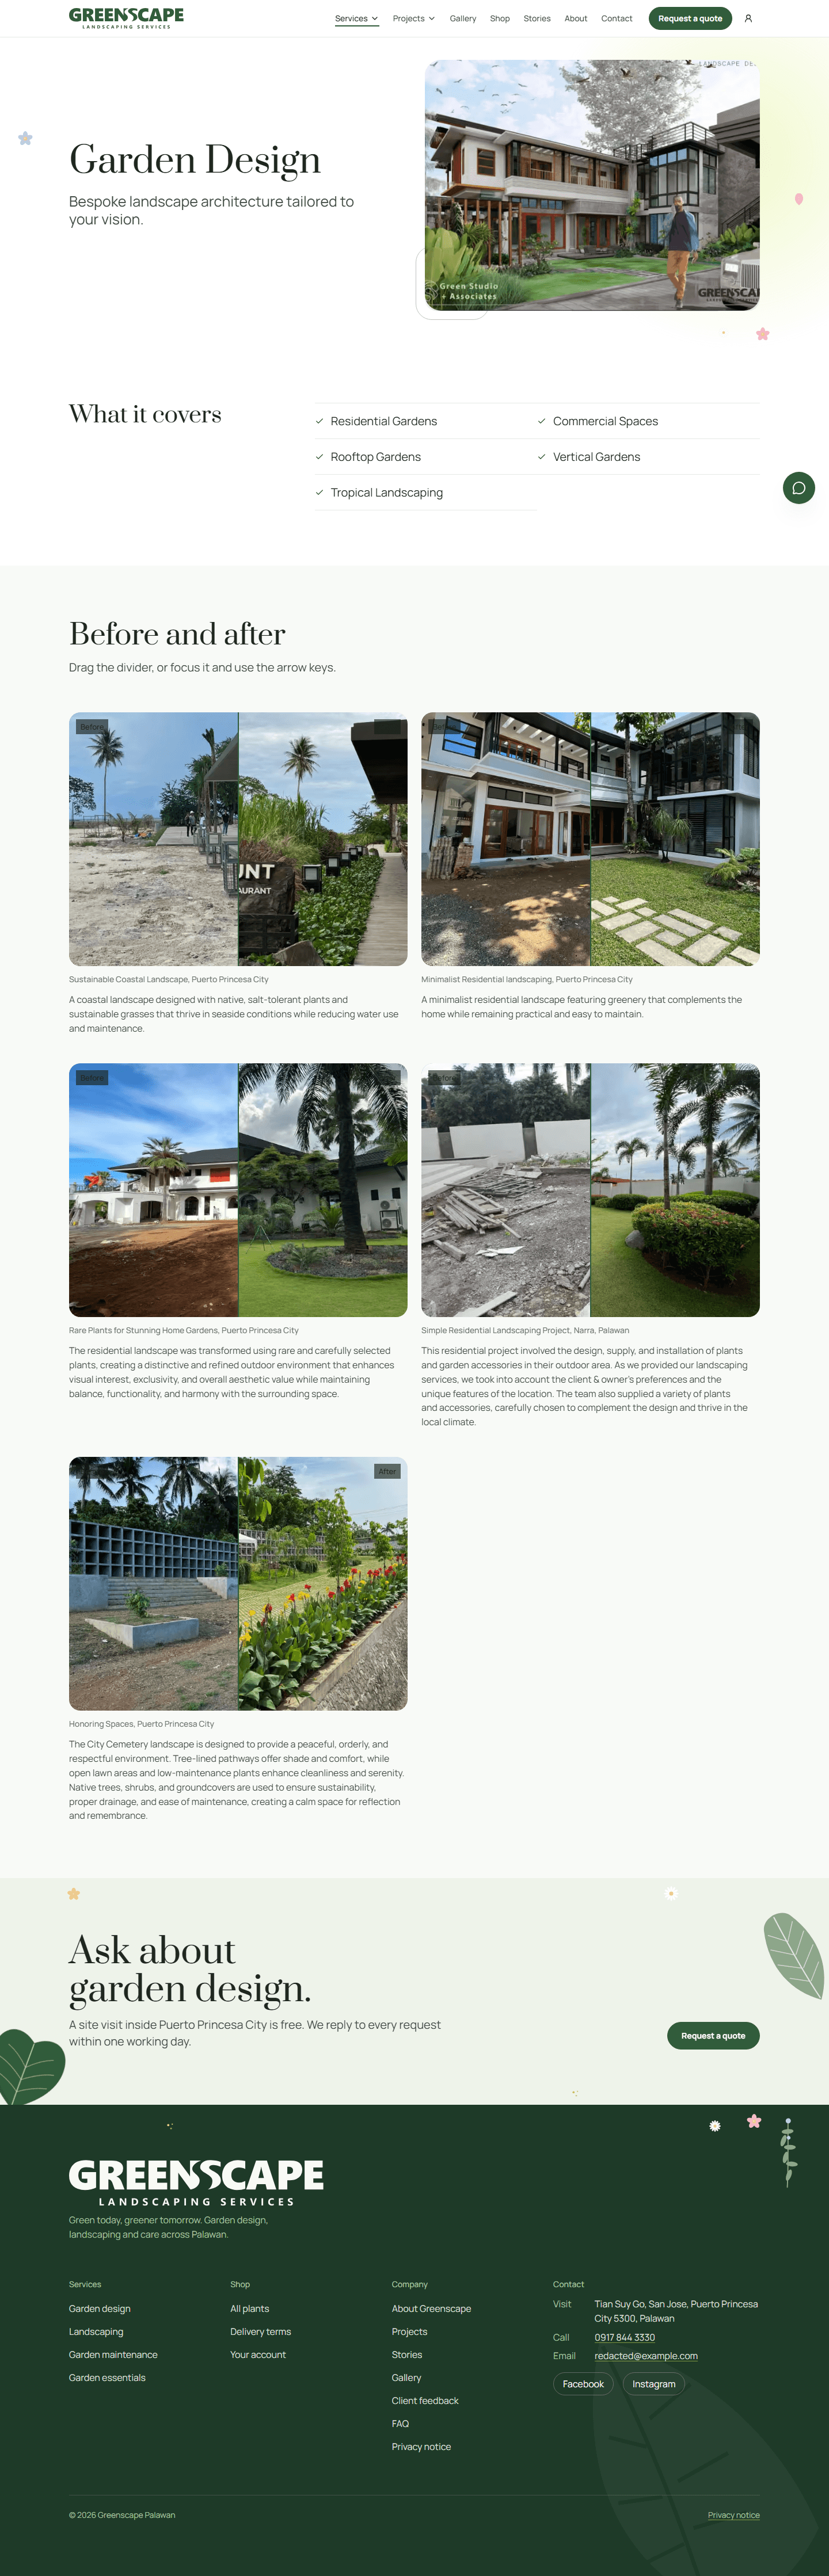 GREENSCAPE
LANDSCAPING SERVICES
Services
Projects
Gallery
Shop
Stories
About
Contact
Request a quote
Garden Design
Bespoke landscape architecture tailored to
your vision.
Green Studio
+ Associates
What it covers
Residential Gardens
Commercial Spaces
Rooftop Gardens
Vertical Gardens
Tropical Landscaping
Before and after
Drag the divider, or focus it and use the arrow keys.
Before
Sustainable Coastal Landscape, Puerto Princesa City
A coastal landscape designed with native, salt-tolerant plants and
sustainable grasses that thrive in seaside conditions while reducing water use
and maintenance.
Before
Minimalist Residential landscaping, Puerto Princesa City
A minimalist residential landscape featuring greenery that complements the
home while remaining practical and easy to maintain.
Before
Rare Plants for Stunning Home Gardens, Puerto Princesa City
The residential landscape was transformed using rare and carefully selected
plants, creating a distinctive and refined outdoor environment that enhances
visual interest, exclusivity, and overall aesthetic value while maintaining
balance, functionality, and harmony with the surrounding space.
Before
Simple Residential Landscaping Project, Narra, Palawan
This residential project involved the design, supply, and installation of plants
and garden accessories in their outdoor area. As we provided our landscaping
services, we took into account the client & owner's preferences and the
unique features of the location. The team also supplied a variety of plants
and accessories, carefully chosen to complement the design and thrive in the
local climate.
After
Honoring Spaces, Puerto Princesa City
The City Cemetery landscape is designed to provide a peaceful, orderly, and
respectful environment. Tree-lined pathways offer shade and comfort, while
open lawn areas and low-maintenance plants enhance cleanliness and serenity.
Native trees, shrubs, and groundcovers are used to ensure sustainability,
proper drainage, and ease of maintenance, creating a calm space for reflection
and remembrance.
Ask about
garden design.
A site visit inside Puerto Princesa City is free. We reply to every request
within one working day.
Request a quote
GREENSCAPE
LANDSCAPING SERVICES
Green today, greener tomorrow. Garden design,
landscaping and care across Palawan.
Services
Garden design
Landscaping
Garden maintenance
Garden essentials
Shop
All plants
Delivery terms
Your account
Company
About Greenscape
Projects
Stories
Gallery
Client feedback
FAQ
Privacy notice
Contact
Visit
Tian Suy Go, San Jose, Puerto Princesa
City 5300, Palawan
Call
0917 844 3330
Email
redacted@example.com
Facebook
Instagram
© 2026 Greenscape Palawan
Privacy notice